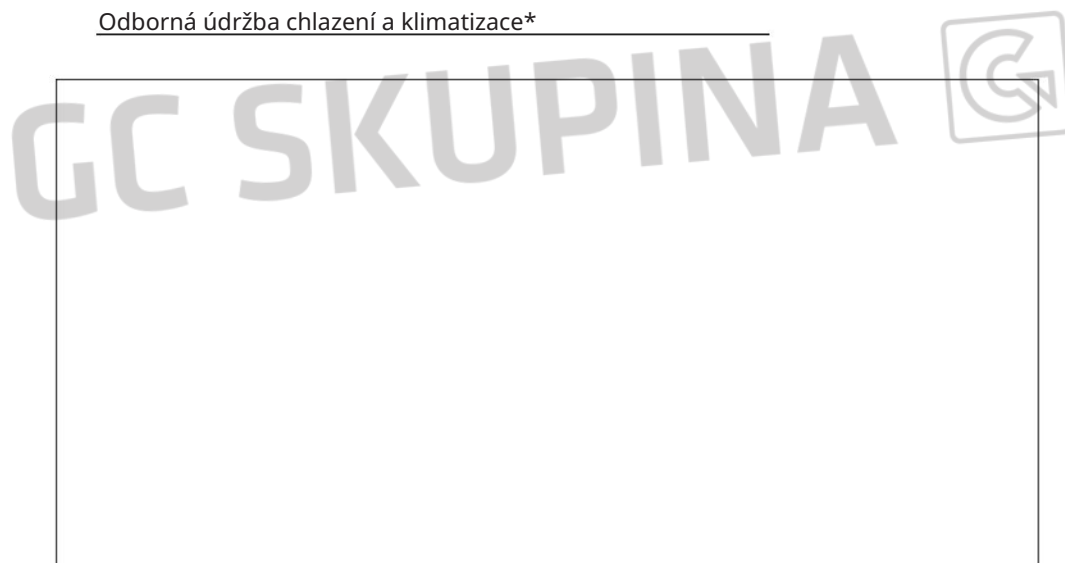 Odborná údržba chlazení a klimatizace*
GC SKUPINA